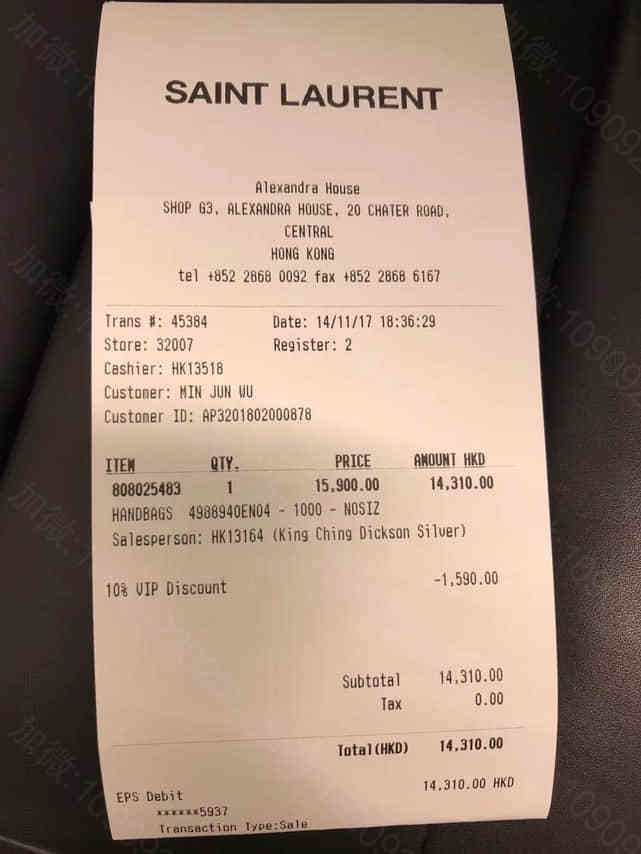 SAINT LAURENT
Alexandra House
SHOP G3, ALEXANDRA HOUSE, 20 CHATER ROAD,
CENTRAL
HONG KONG
tel +852 2868 0092 fax +852 2868 6167
Trans #: 45384 Date: 14/11/17 18:36:29
Store: 32007 Register: 2
Cashier: HK13518
Customer: MIN JUN WU
Customer ID: AP3201802000878
ITEM QTY. PRICE AMOUNT HKD
808025483 1 15,900.00 14,310.00
HANDBAGS 4988940EN04 - 1000 - NOSIZ
Salesperson: HK13164 (King Ching Dickson Silver)
10% VIP Discount -1,590.00
Subtotal 14,310.00
Tax 0.00
Total(HKD) 14,310.00
EPS Debit 14,310.00 HKD
××××××5937
Transaction Type:Sale